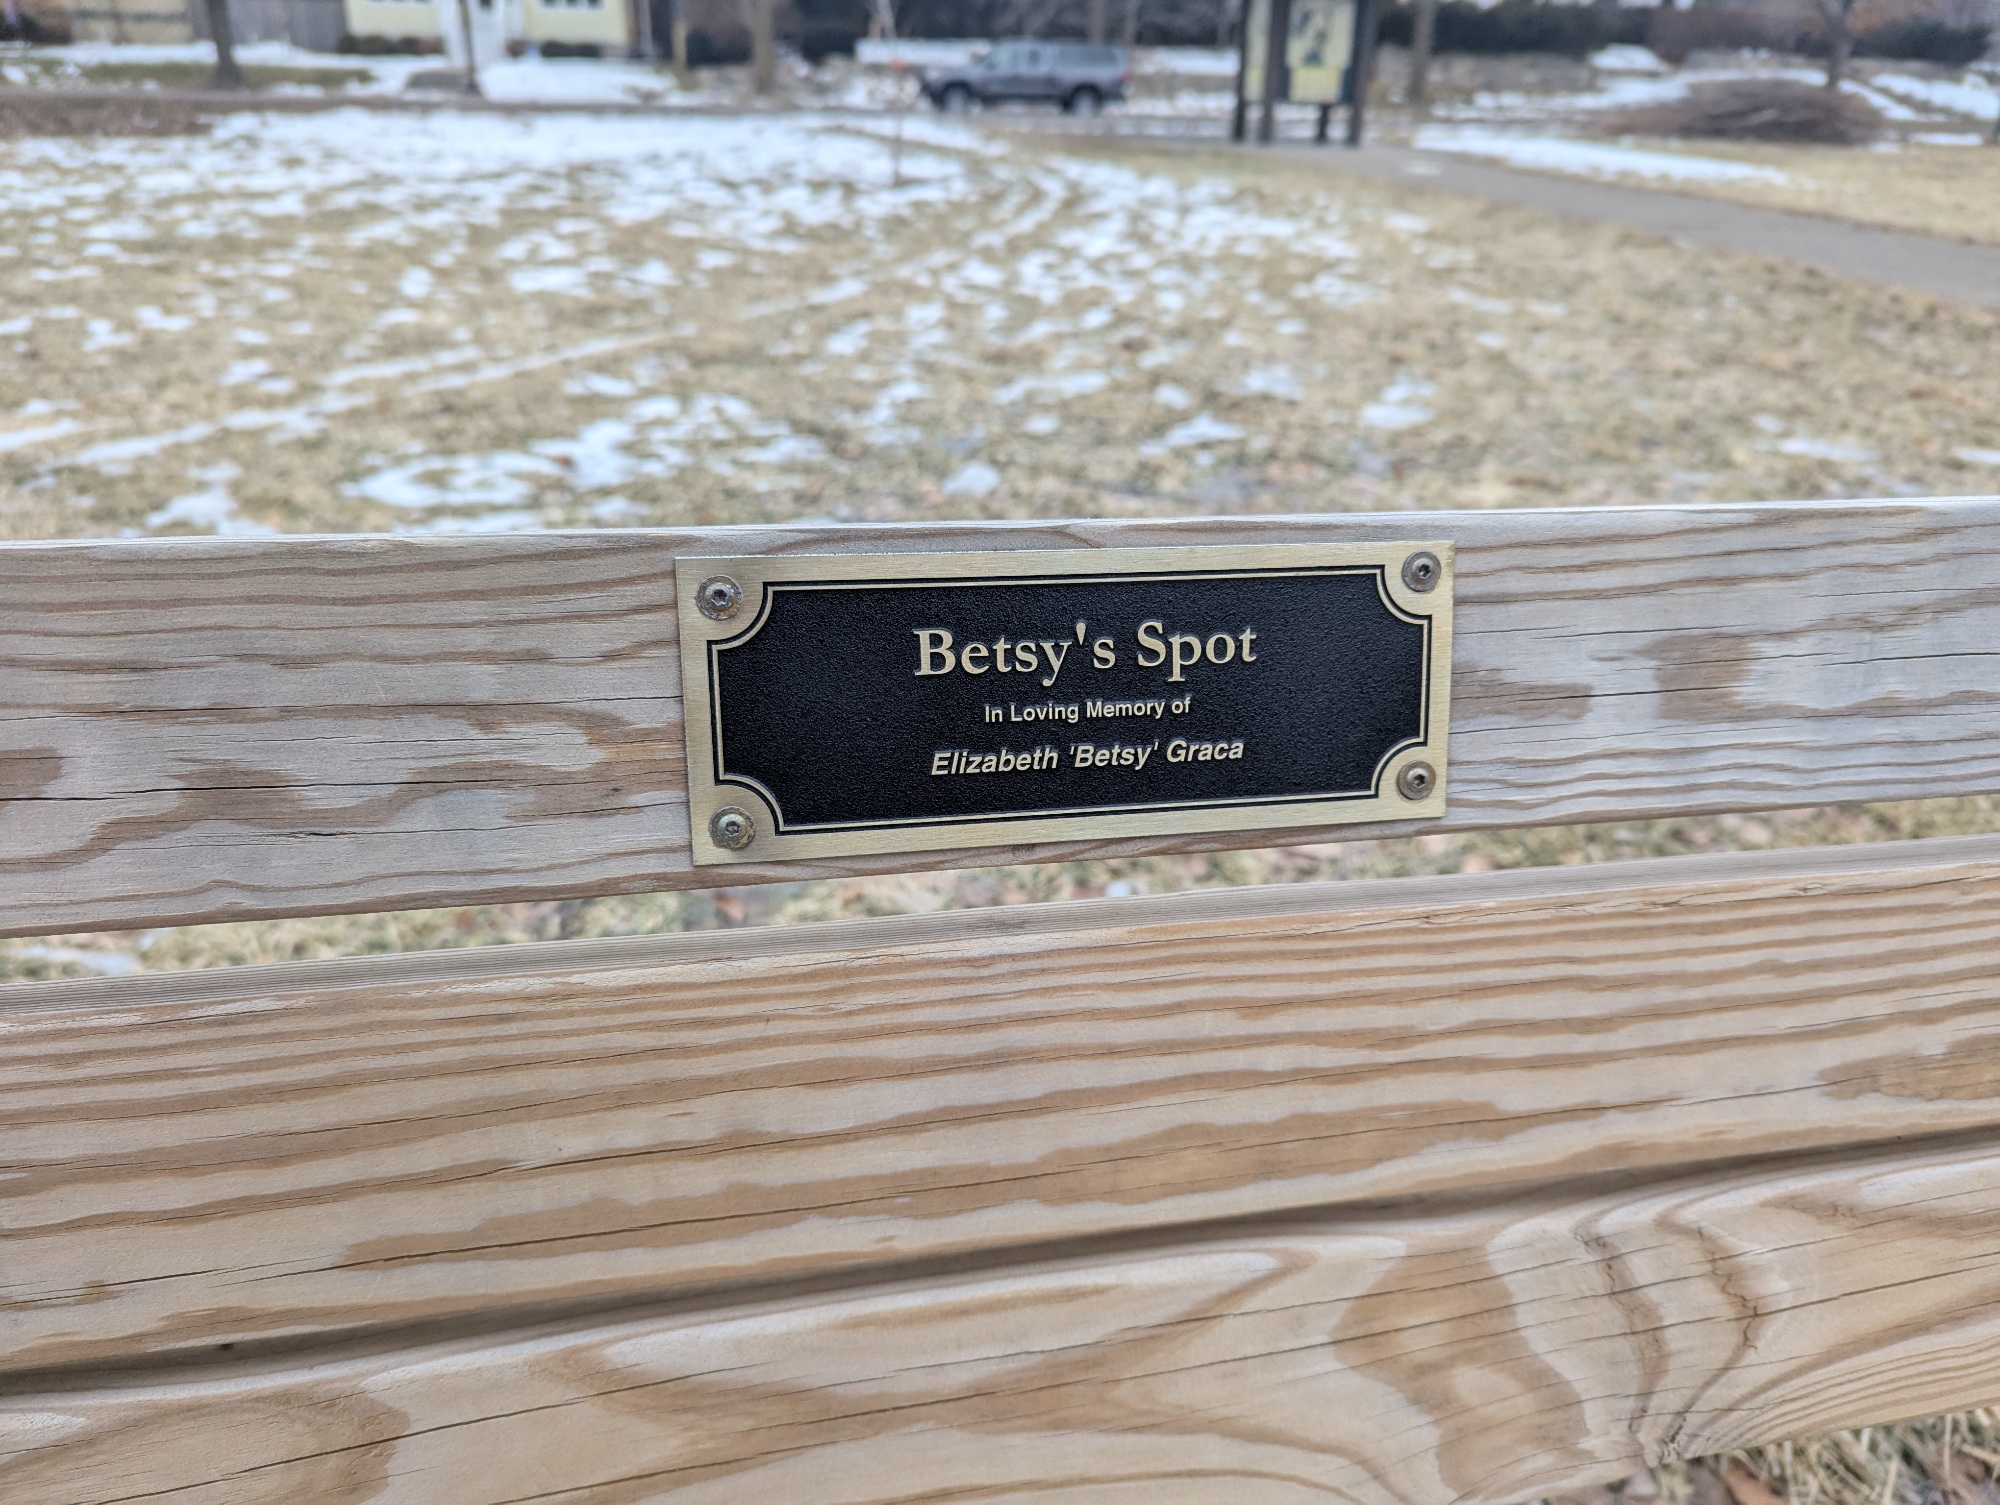 Betsy's Spot
In Loving Memory of
Elizabeth 'Betsy' Graca